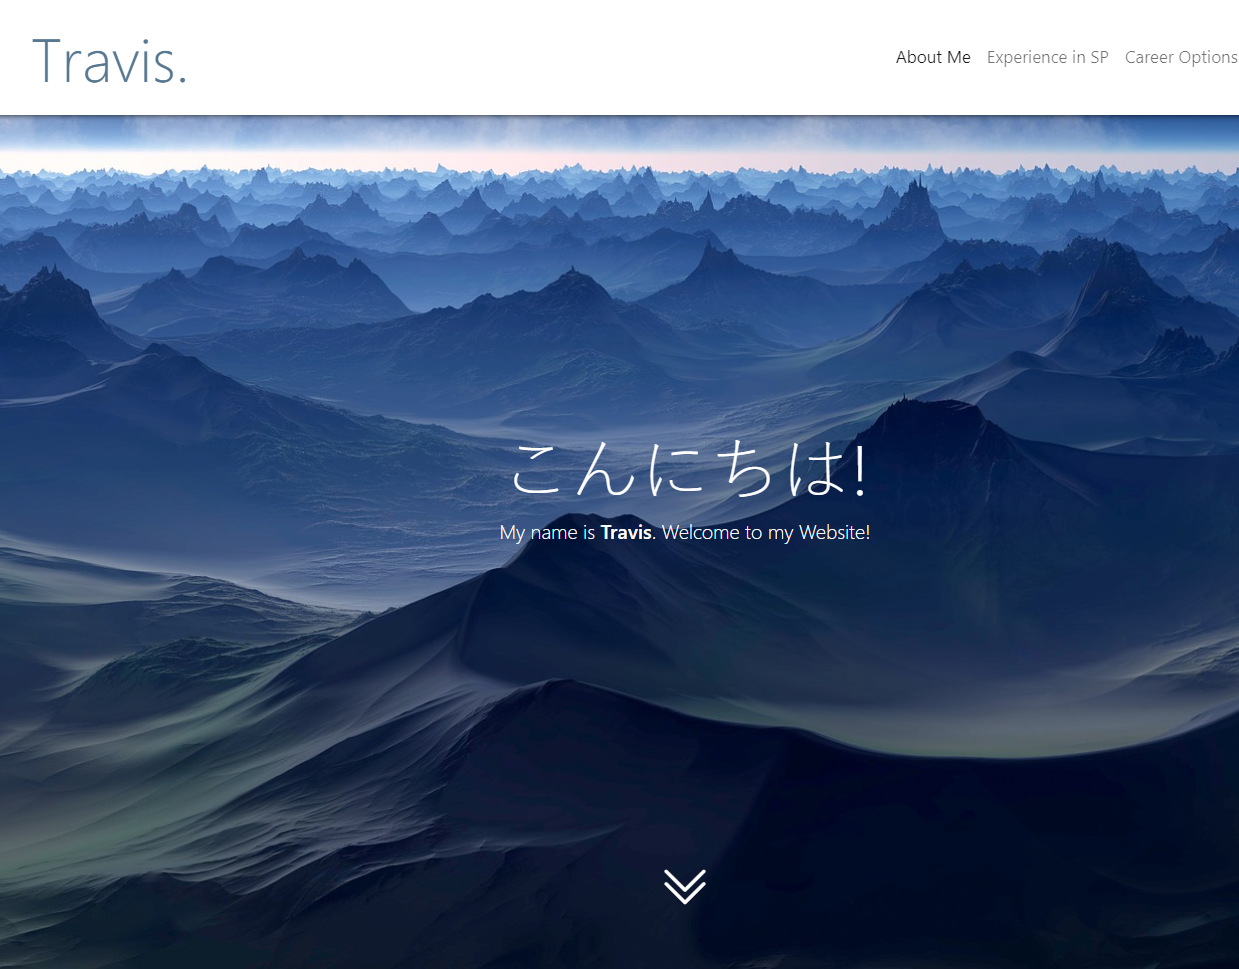 Travis.
About Me Experience in SP Career Options
こんにちは!
My name is Travis. Welcome to my Website!